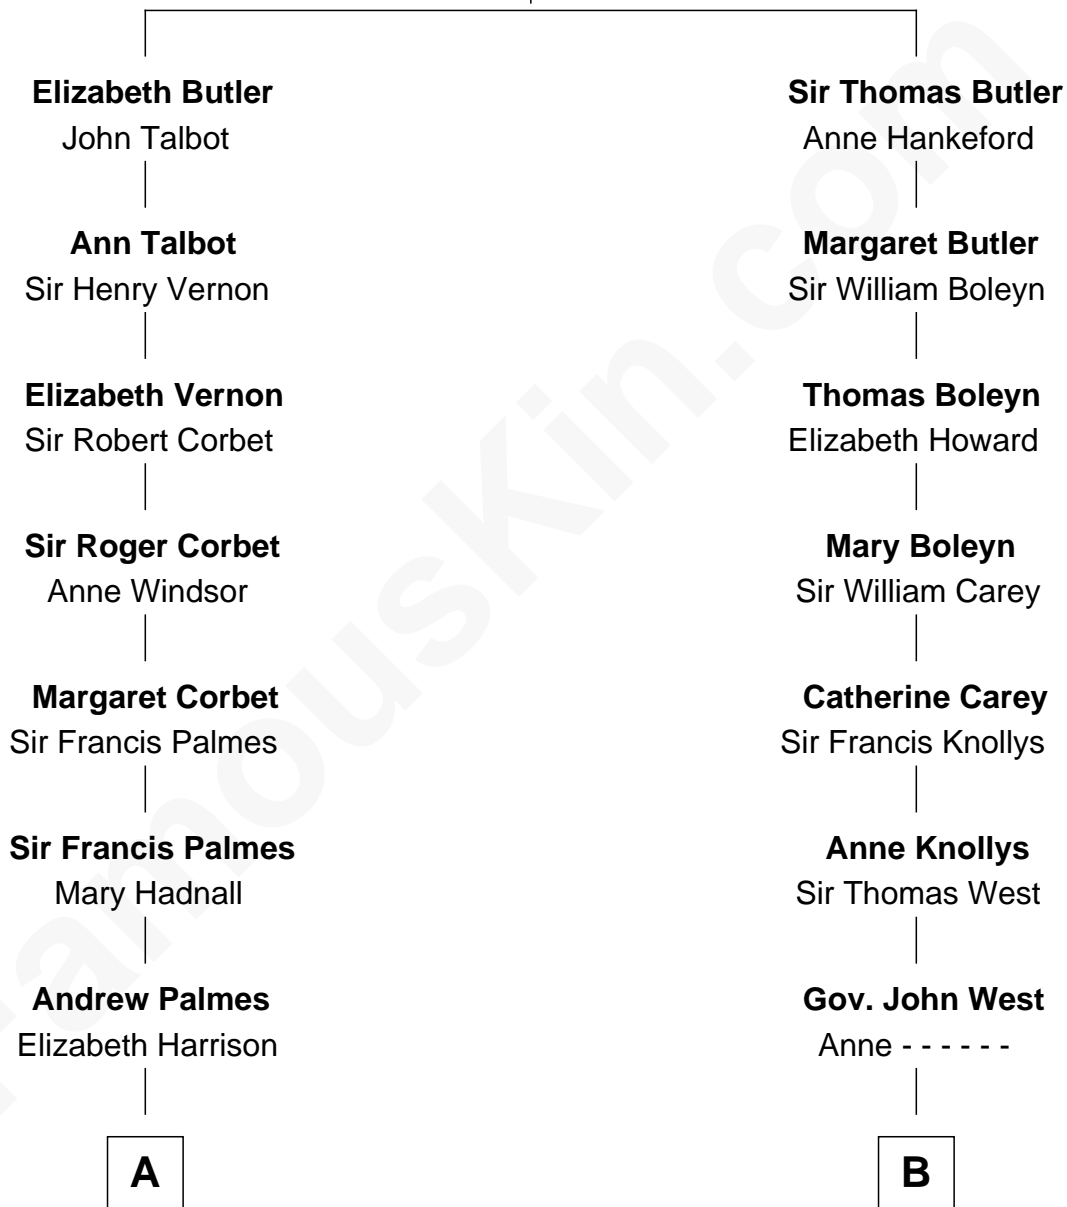 Elizabeth Butler
John Talbot
Ann Talbot
Sir Henry Vernon
Elizabeth Vernon
Sir Robert Corbet
Sir Roger Corbet
Anne Windsor
Margaret Corbet
Sir Francis Palmes
Sir Francis Palmes
Mary Hadnall
Andrew Palmes
Elizabeth Harrison
A
Sir Thomas Butler
Anne Hankeford
Margaret Butler
Sir William Boleyn
Thomas Boleyn
Elizabeth Howard
Mary Boleyn
Sir William Carey
Catherine Carey
Sir Francis Knollys
Anne Knollys
Sir Thomas West
Gov. John West
Anne - - - - - -
B
FamousKin.com